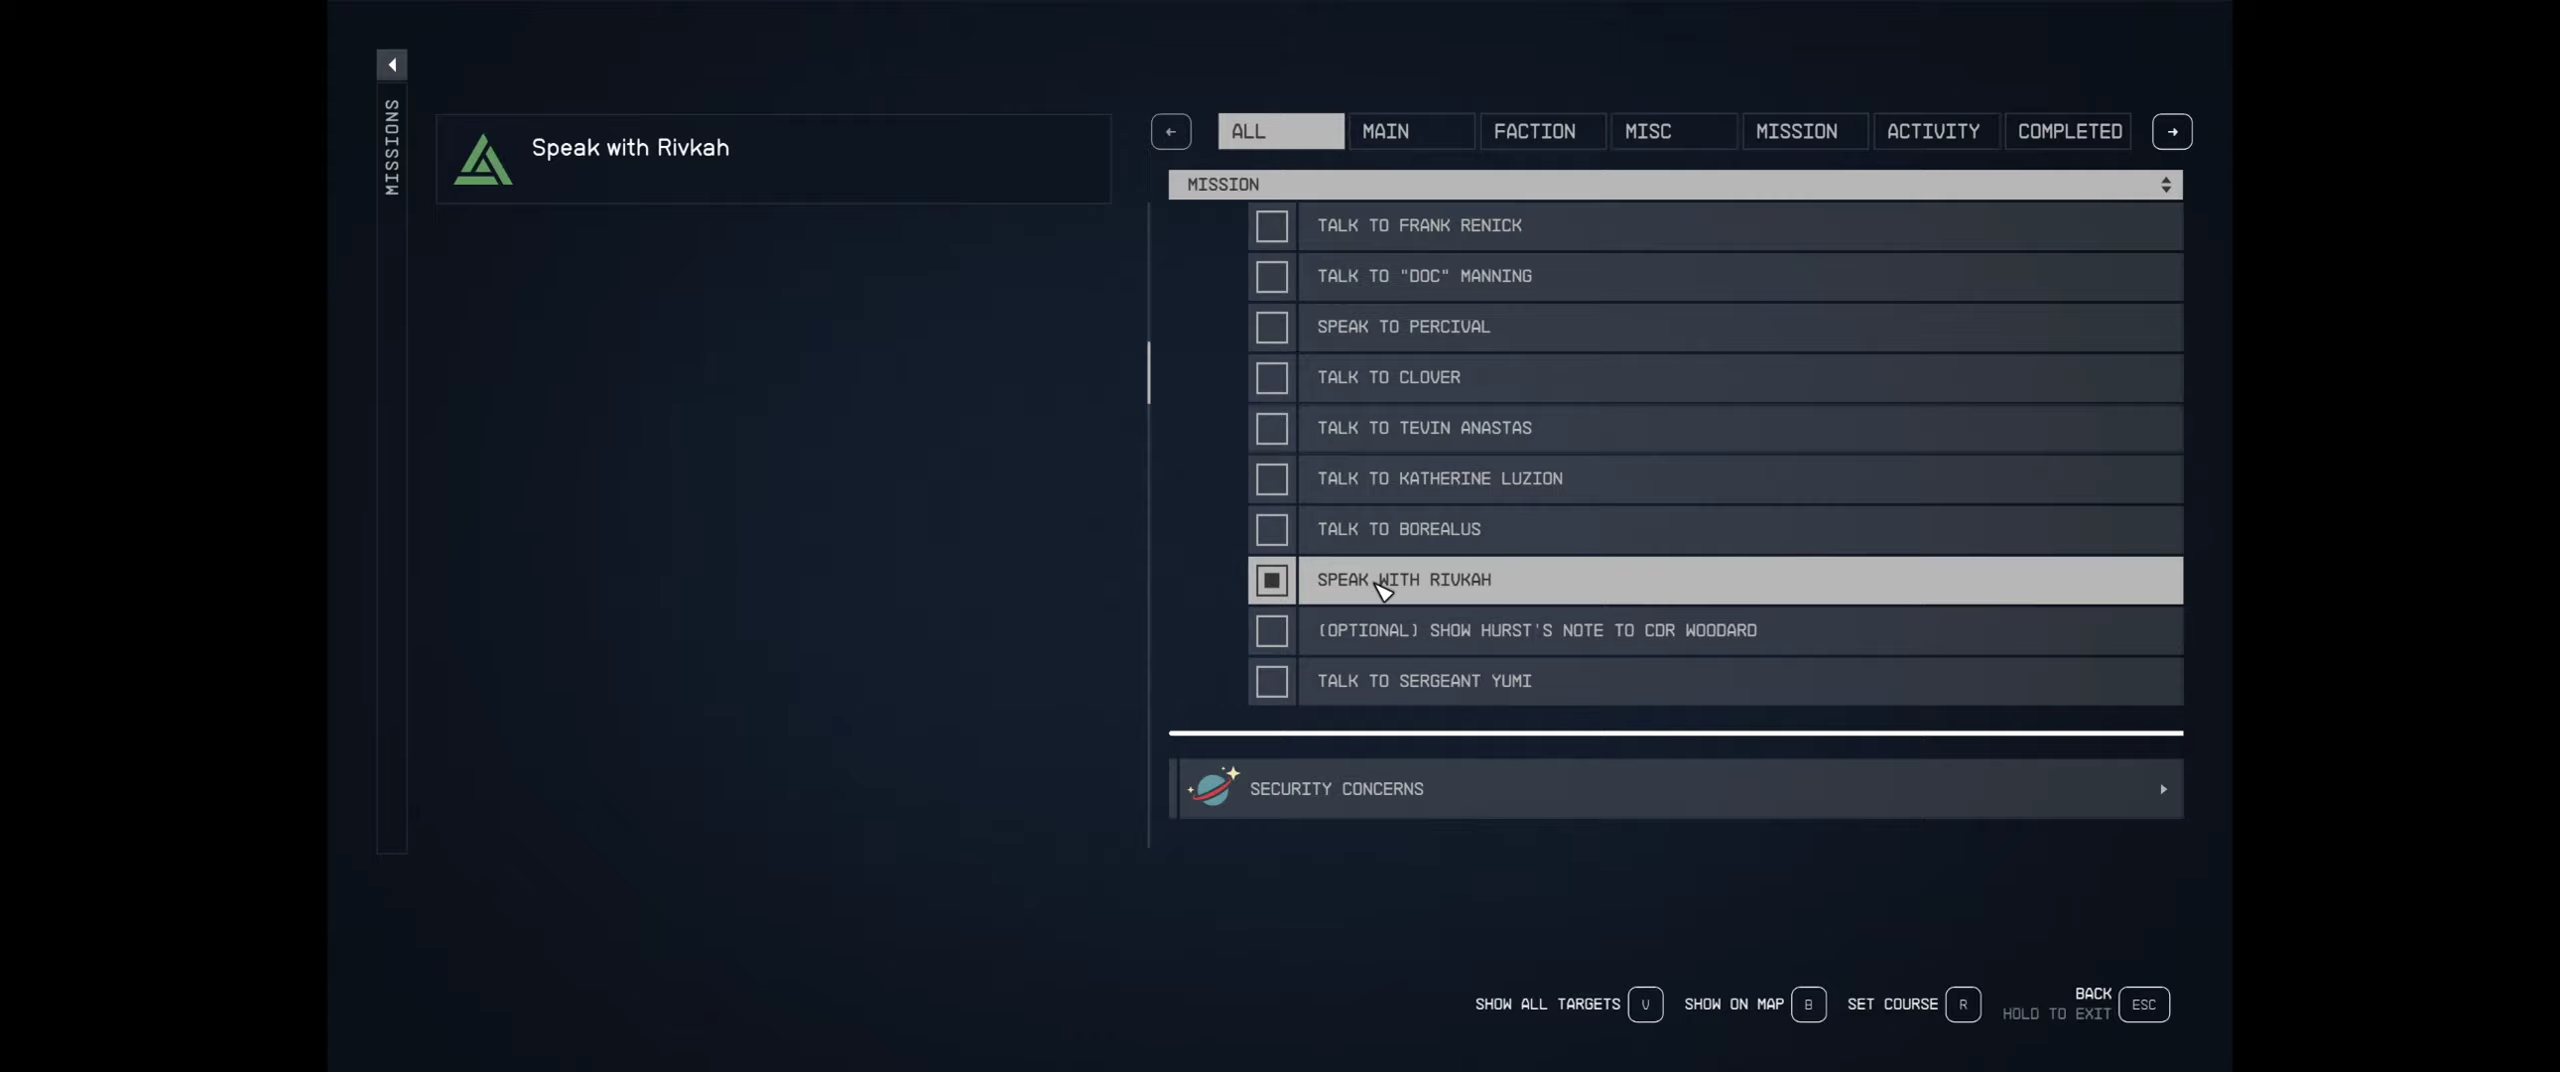 MISSIONS
Speak with Rivkah
ALL
MAIN
FACTION
MISC
MISSION
ACTIVITY
COMPLETED
MISSION
TALK TO FRANK RENICK
TALK TO "DOC" MANNING
SPEAK TO PERCIVAL
TALK TO CLOVER
TALK TO TEVIN ANASTAS
TALK TO KATHERINE LUZION
TALK TO BOREALUS
SPEAK WITH RIVKAH
(OPTIONAL) SHOW HURST'S NOTE TO CDR WOODARD
TALK TO SERGEANT YUMI
SECURITY CONCERNS
SHOW ALL TARGETS V
SHOW ON MAP B
SET COURSE R
BACK
HOLD TO EXIT
ESC